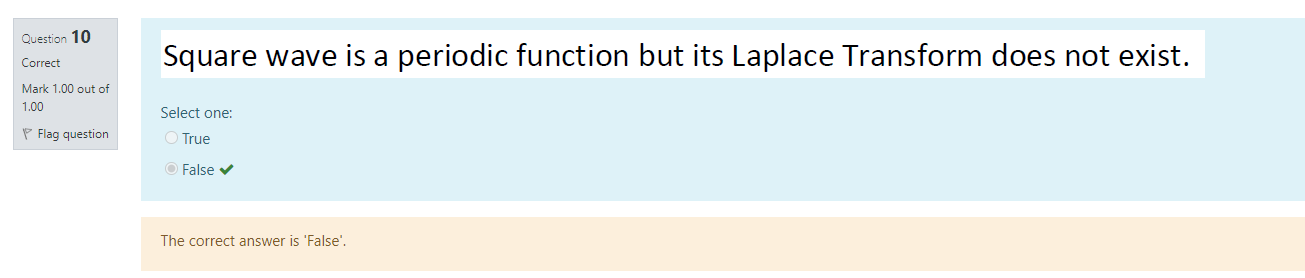 Question 10
Correct
Mark 1.00 out of
1.00
Flag question
Square wave is a periodic function but its Laplace Transform does not exist.
Select one:
True
False
The correct answer is 'False'.